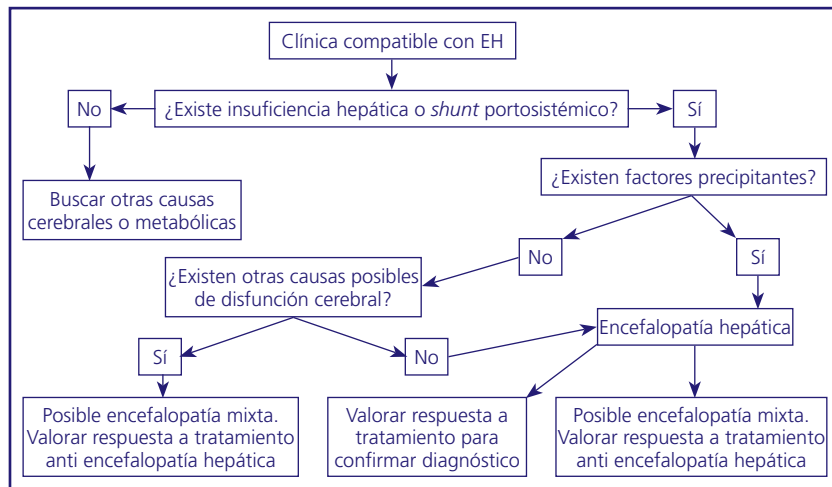 Clínica compatible con EH
No
¿Existe insuficiencia hepática o shunt portosistémico?
Sí
Buscar otras causas
cerebrales o metabólicas
¿Existen factores precipitantes?
No
Sí
¿Existen otras causas posibles
de disfunción cerebral?
Encefalopatía hepática
Sí
No
Posible encefalopatía mixta.
Valorar respuesta a tratamiento
anti encefalopatía hepática
Valorar respuesta a
tratamiento para
confirmar diagnóstico
Posible encefalopatía mixta.
Valorar respuesta a tratamiento
anti encefalopatía hepática